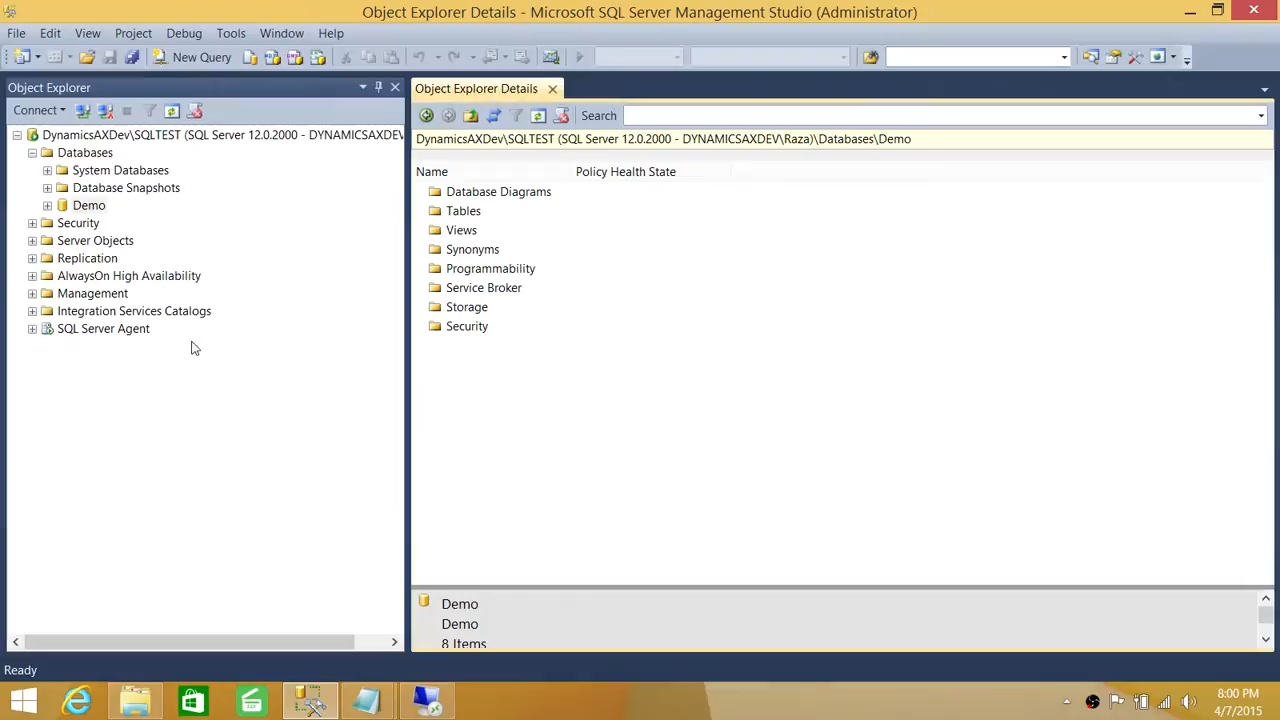 Object Explorer Details - Microsoft SQL Server Management Studio (Administrator)
File Edit View Project Debug Tools Window Help
New Query
Object Explorer
Object Explorer Details
Connect
Search
DynamicsAXDev\SQLTEST (SQL Server 12.0.2000 - DYNAMICSAXDEV
DynamicsAXDev\SQLTEST (SQL Server 12.0.2000 - DYNAMICSAXDEV\Raza)\Databases\Demo
Databases
System Databases
Database Snapshots
Demo
Security
Server Objects
Replication
AlwaysOn High Availability
Management
Integration Services Catalogs
SQL Server Agent
Name Policy Health State
Database Diagrams
Tables
Views
Synonyms
Programmability
Service Broker
Storage
Security
Demo
Demo
8 Items
Ready
8:00 PM
4/7/2015